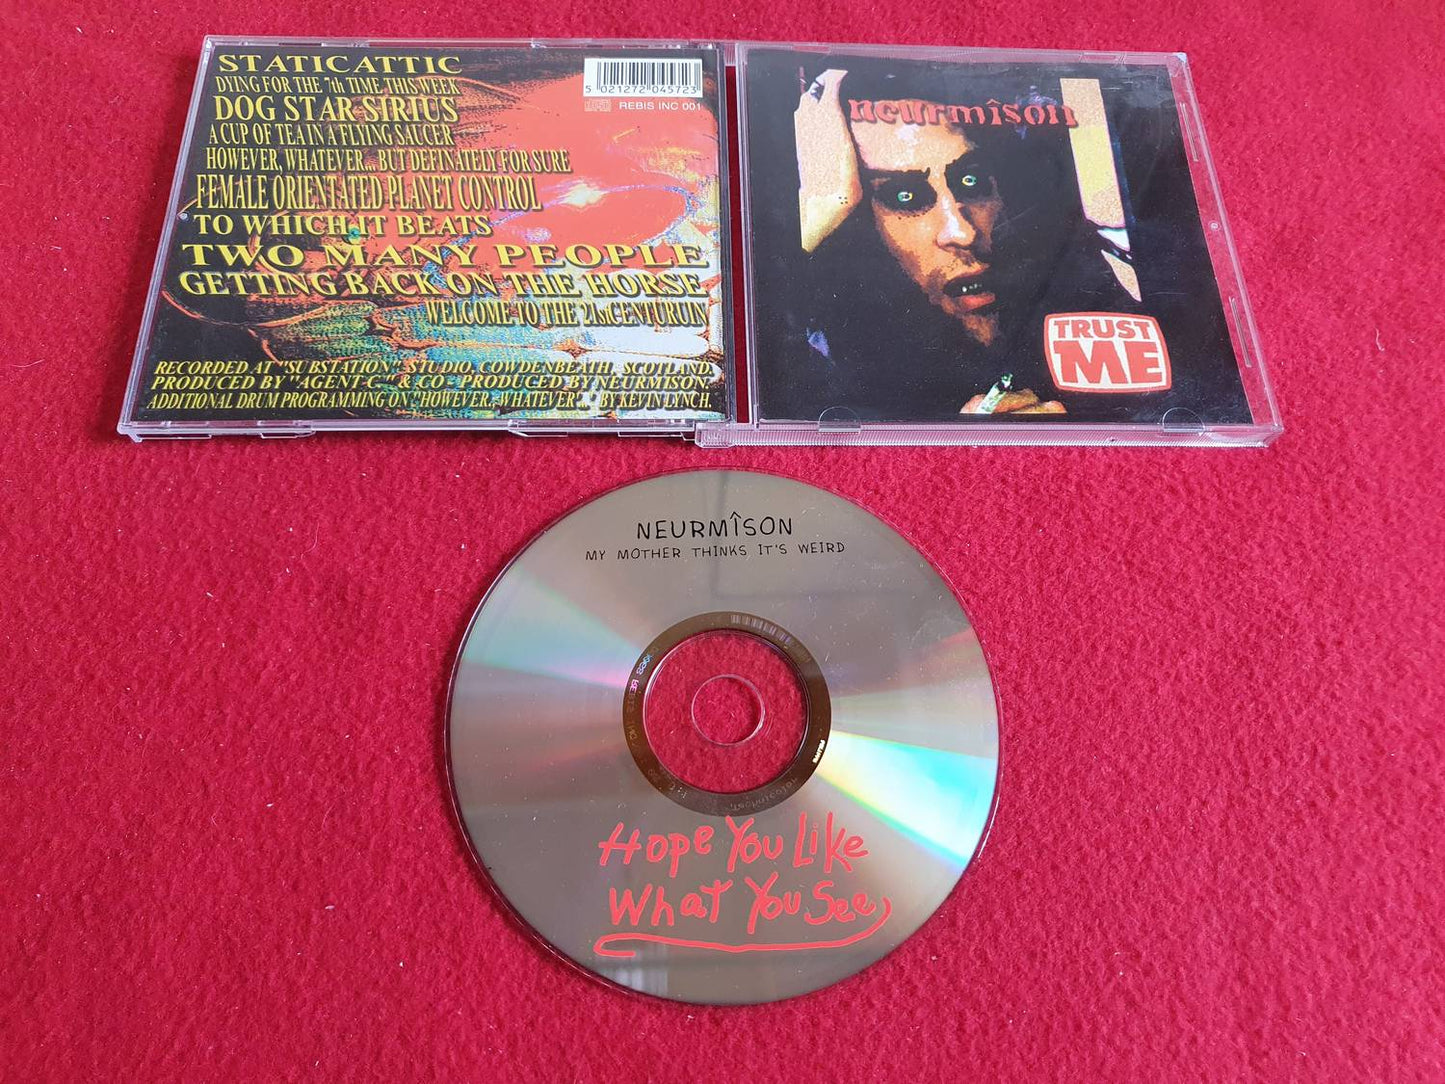 STATICATTIC
DYING FOR THE 7th TIME THIS WEEK
DOG STAR SIRIUS
A CUP OF TEA IN A FLYING SAUCER
HOWEVER, WHATEVER... BUT DEFINATELY FOR SURE
FEMALE ORIENTATED PLANET CONTROL
TO WHICH IT BEATS
TWO MANY PEOPLE
GETTING BACK ON THE HORSE
WELCOME TO THE 21stCENTURUIN
RECORDED AT "SUBSTATION" STUDIO, COWDENBEATH, SCOTLAND.
PRODUCED BY "AGENT-C", & CO- PRODUCED BY NEURMISON.
ADDITIONAL DRUM PROGRAMMING ON "HOWEVER, WHATEVER..." BY KEVIN LYNCH.
5 021272 045723
REBIS INC 001
neurmîson
TRUST
ME
NEURMÎSON
MY MOTHER THINKS IT'S WEIRD
Hope You Like
What You See